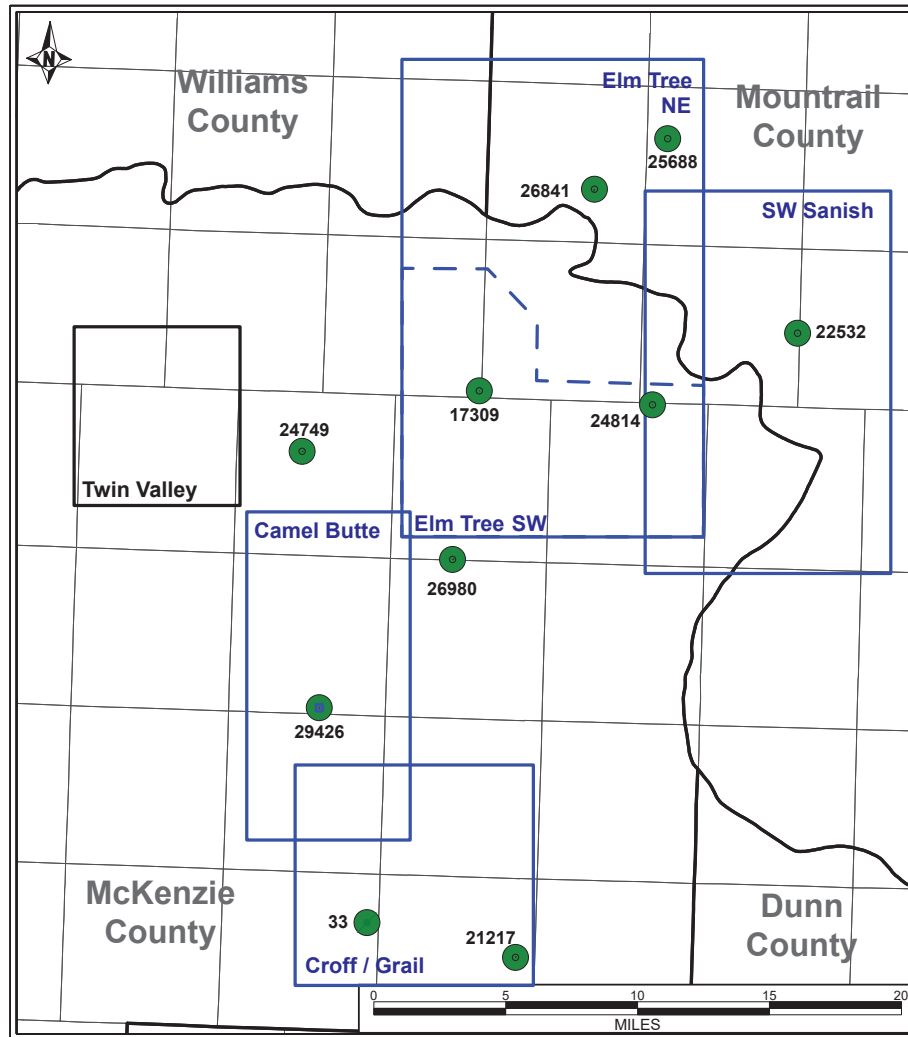 N
Williams
County
Elm Tree
NE
Mountrail
County
25688
26841
SW Sanish
22532
17309
24814
24749
Twin Valley
Camel Butte
Elm Tree SW
26980
29426
McKenzie
County
33
21217
Dunn
County
Croff / Grail
0 5 10 15 20
MILES